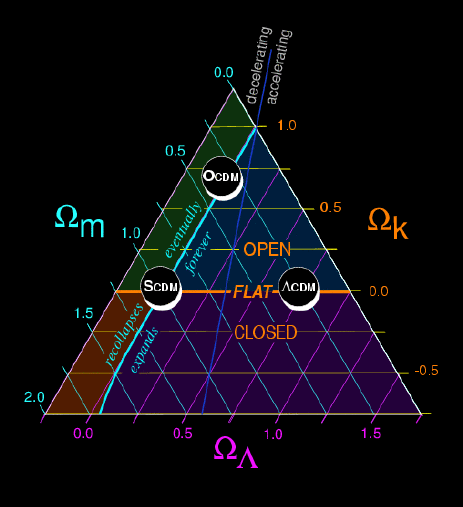 decelerating
accelerating
0.0
1.0
0.5
OCDM
0.5
Ωm
Ωk
1.0
eventually
forever
OPEN
SCDM
FLAT
ΛCDM
0.0
1.5
recollapses
expands
CLOSED
-0.5
2.0
0.0
0.5
1.0
1.5
ΩΛ